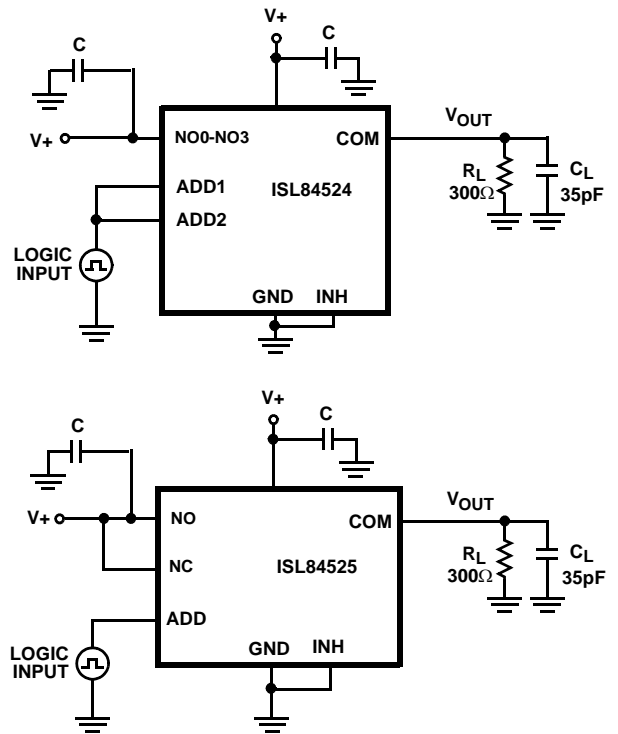 V+
C
C
V+
NO0-NO3
COM
VOUT
ADD1
ISL84524
ADD2
RL
300Ω
CL
35pF
LOGIC
INPUT
GND
INH
V+
C
C
V+
NO
COM
VOUT
NC
ISL84525
RL
300Ω
CL
35pF
ADD
LOGIC
INPUT
GND
INH